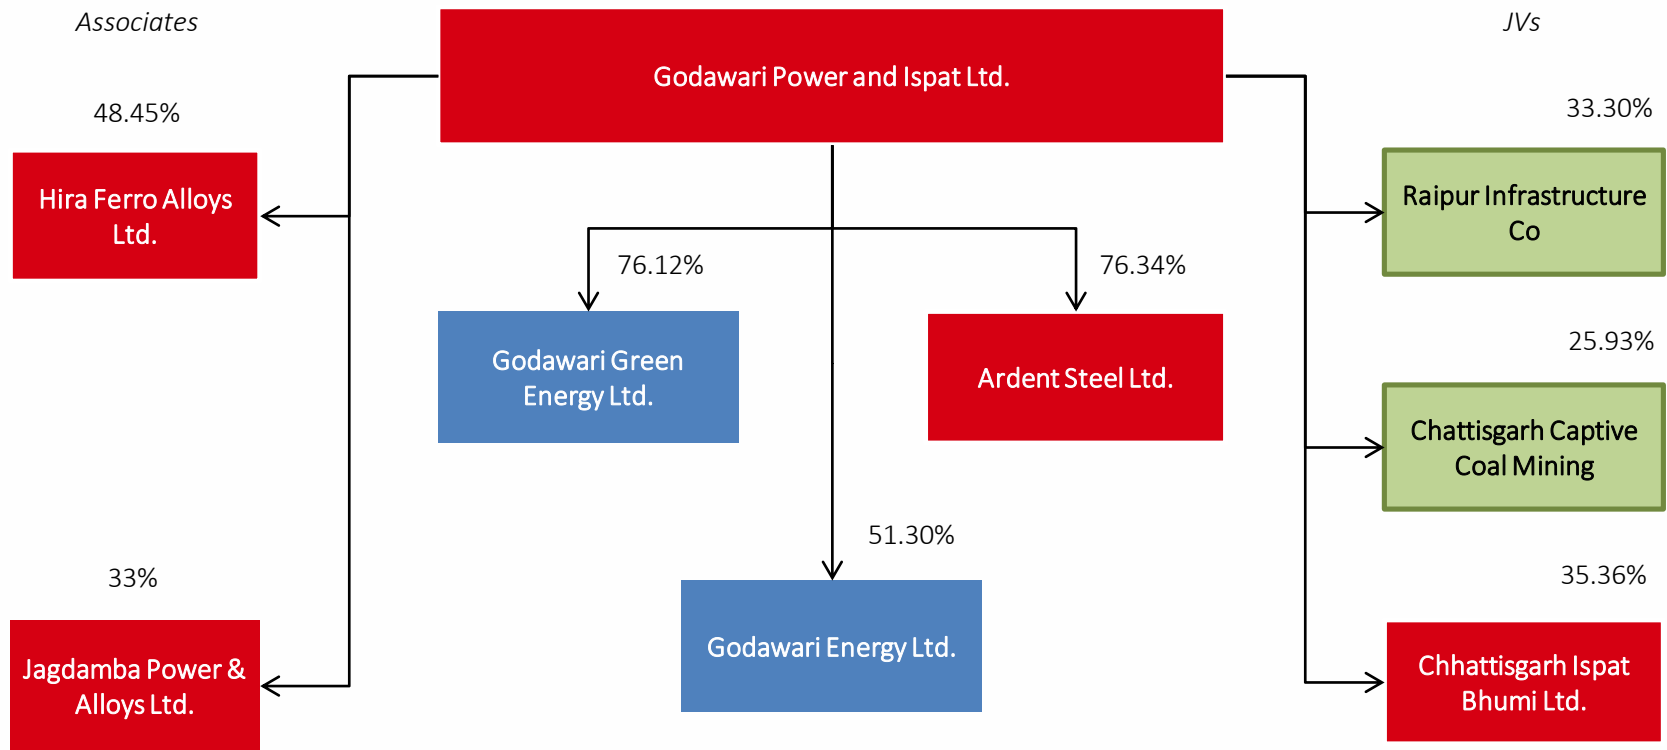 Associates
JVs
Godawari Power and Ispat Ltd.
48.45%
33.30%
Hira Ferro Alloys
Ltd.
Raipur Infrastructure
Co
76.12%
76.34%
Godawari Green
Energy Ltd.
Ardent Steel Ltd.
25.93%
Chattisgarh Captive
Coal Mining
51.30%
33%
35.36%
Godawari Energy Ltd.
Jagdamba Power &
Alloys Ltd.
Chhattisgarh Ispat
Bhumi Ltd.